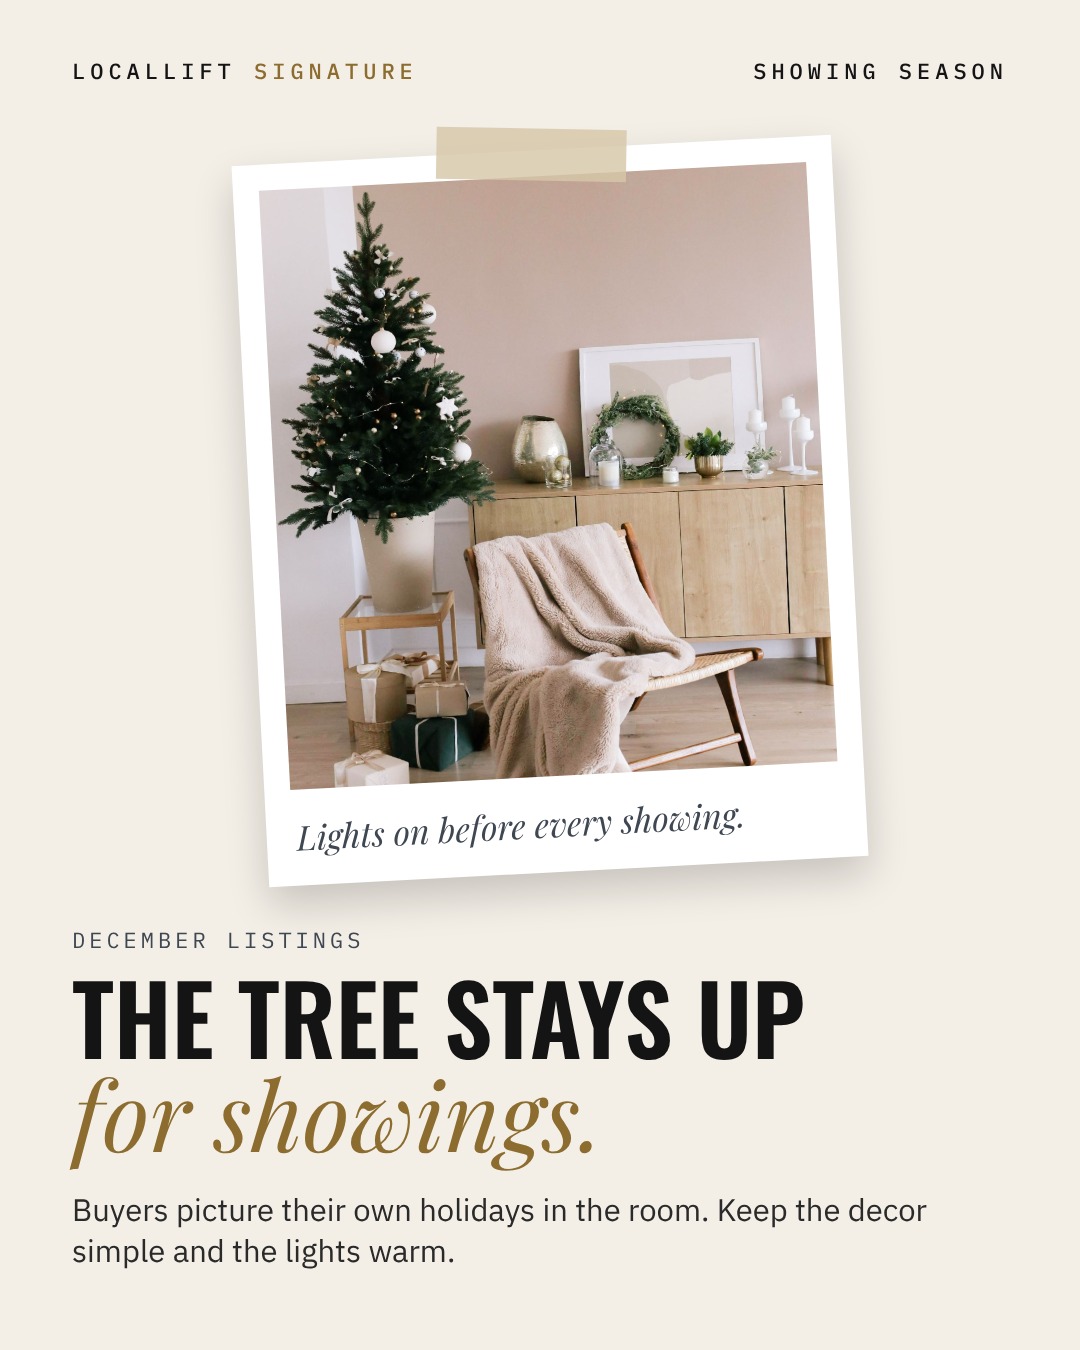 LOCALLIFT SIGNATURE
SHOWING SEASON
Lights on before every showing.
DECEMBER LISTINGS
THE TREE STAYS UP
for showings.
Buyers picture their own holidays in the room. Keep the decor
simple and the lights warm.